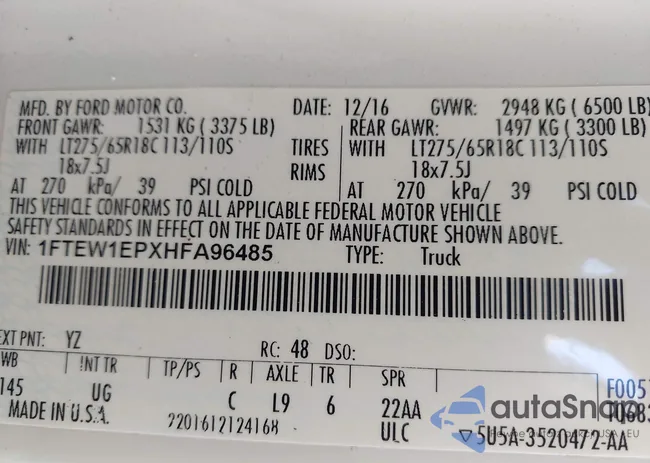 MFD. BY FORD MOTOR CO. DATE: 12/16 GVWR: 2948 KG ( 6500 LB)
FRONT GAWR: 1531 KG ( 3375 LB) REAR GAWR: 1497 KG ( 3300 LB)
WITH LT275/65R18C 113/110S TIRES WITH LT275/65R18C 113/110S
18x7.5J RIMS 18x7.5J
AT 270 kPa/ 39 PSI COLD AT 270 kPa/ 39 PSI COLD
THIS VEHICLE CONFORMS TO ALL APPLICABLE FEDERAL MOTOR VEHICLE
SAFETY STANDARDS IN EFFECT ON THE DATE OF MANUFACTURE SHOWN ABOVE.
VIN: 1FTEW1EPXHFA96485 TYPE: Truck
EXT PNT: YZ RC: 48 DSO:
WB INT TR TP/PS R AXLE TR SPR
145 UG C L9 6 22AA
MADE IN U.S.A. 9201612124168 ULC ▽5U5A-3520472-AA
autaSnap